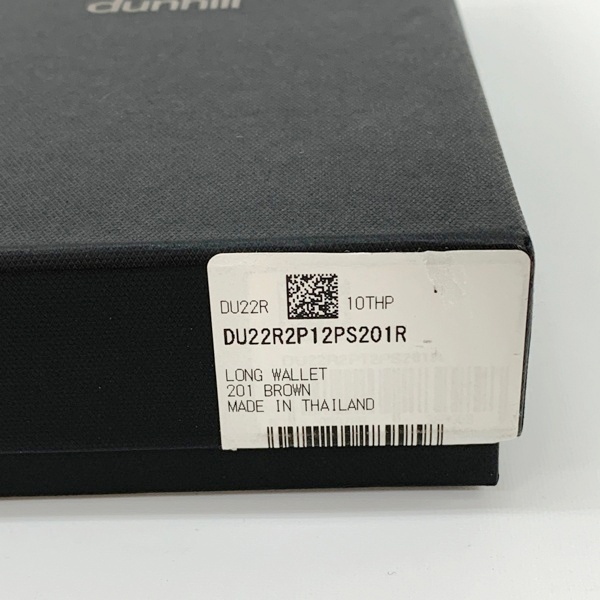 dunhill
DU22R 10THP
DU22R2P12PS201R
LONG WALLET
201 BROWN
MADE IN THAILAND